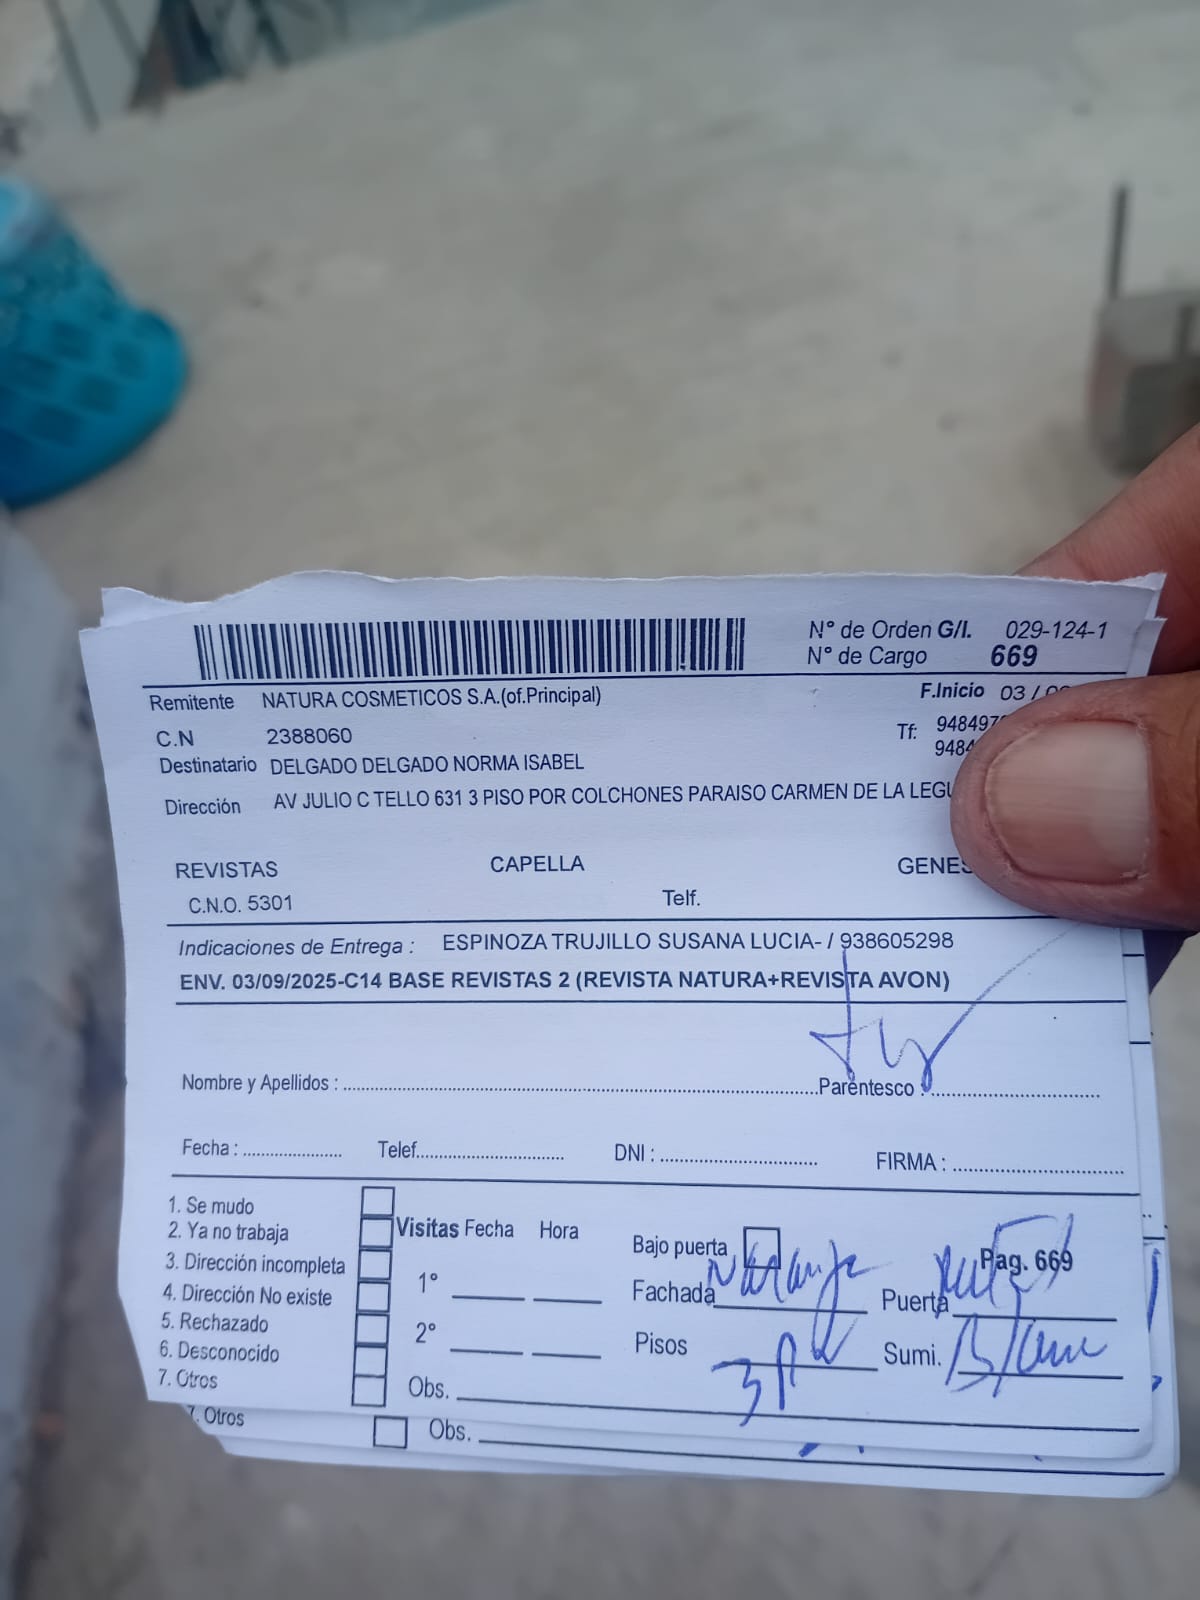 N° de Orden G/I. 029-124-1
N° de Cargo 669
Remitente NATURA COSMETICOS S.A.(of.Principal)
F.Inicio 03 /
C.N 2388060
Tf: 948497
9484
Destinatario DELGADO DELGADO NORMA ISABEL
Dirección AV JULIO C TELLO 631 3 PISO POR COLCHONES PARAISO CARMEN DE LA LEGU
REVISTAS CAPELLA GENES
C.N.O. 5301 Telf.
Indicaciones de Entrega : ESPINOZA TRUJILLO SUSANA LUCIA- / 938605298
ENV. 03/09/2025-C14 BASE REVISTAS 2 (REVISTA NATURA+REVISTA AVON)
Nombre y Apellidos : Parentesco :
Fecha : Telef. DNI : FIRMA :
1. Se mudo
2. Ya no trabaja
3. Dirección incompleta
4. Dirección No existe
5. Rechazado
6. Desconocido
7. Otros
Visitas Fecha Hora
1°
2°
Obs.
Bajo puerta
Pag. 669
Fachada Naranja Puerta
Pisos 3P Sumi.
7. Otros Obs.